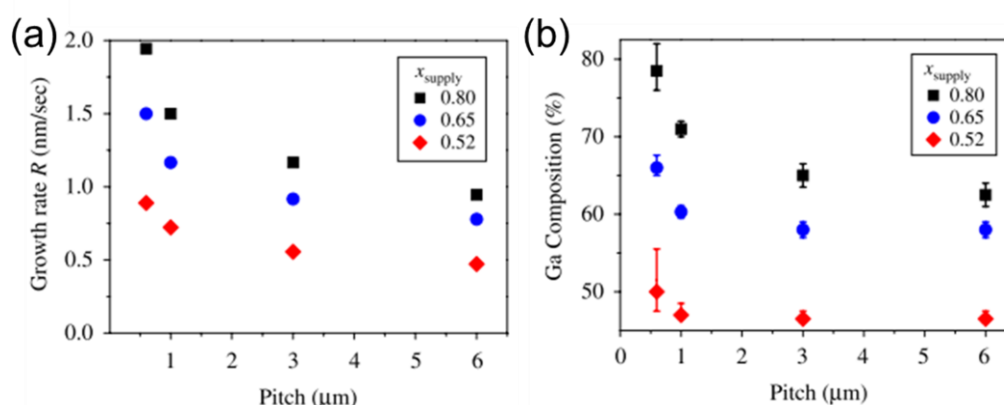 (a)
2.0
1.5
1.0
0.5
0.0
Growth rate R (nm/sec)
x_supply
0.80
0.65
0.52
1 2 3 4 5 6
Pitch (μm)
(b)
80
70
60
50
Ga Composition (%)
x_supply
0.80
0.65
0.52
0 1 2 3 4 5 6
Pitch (μm)